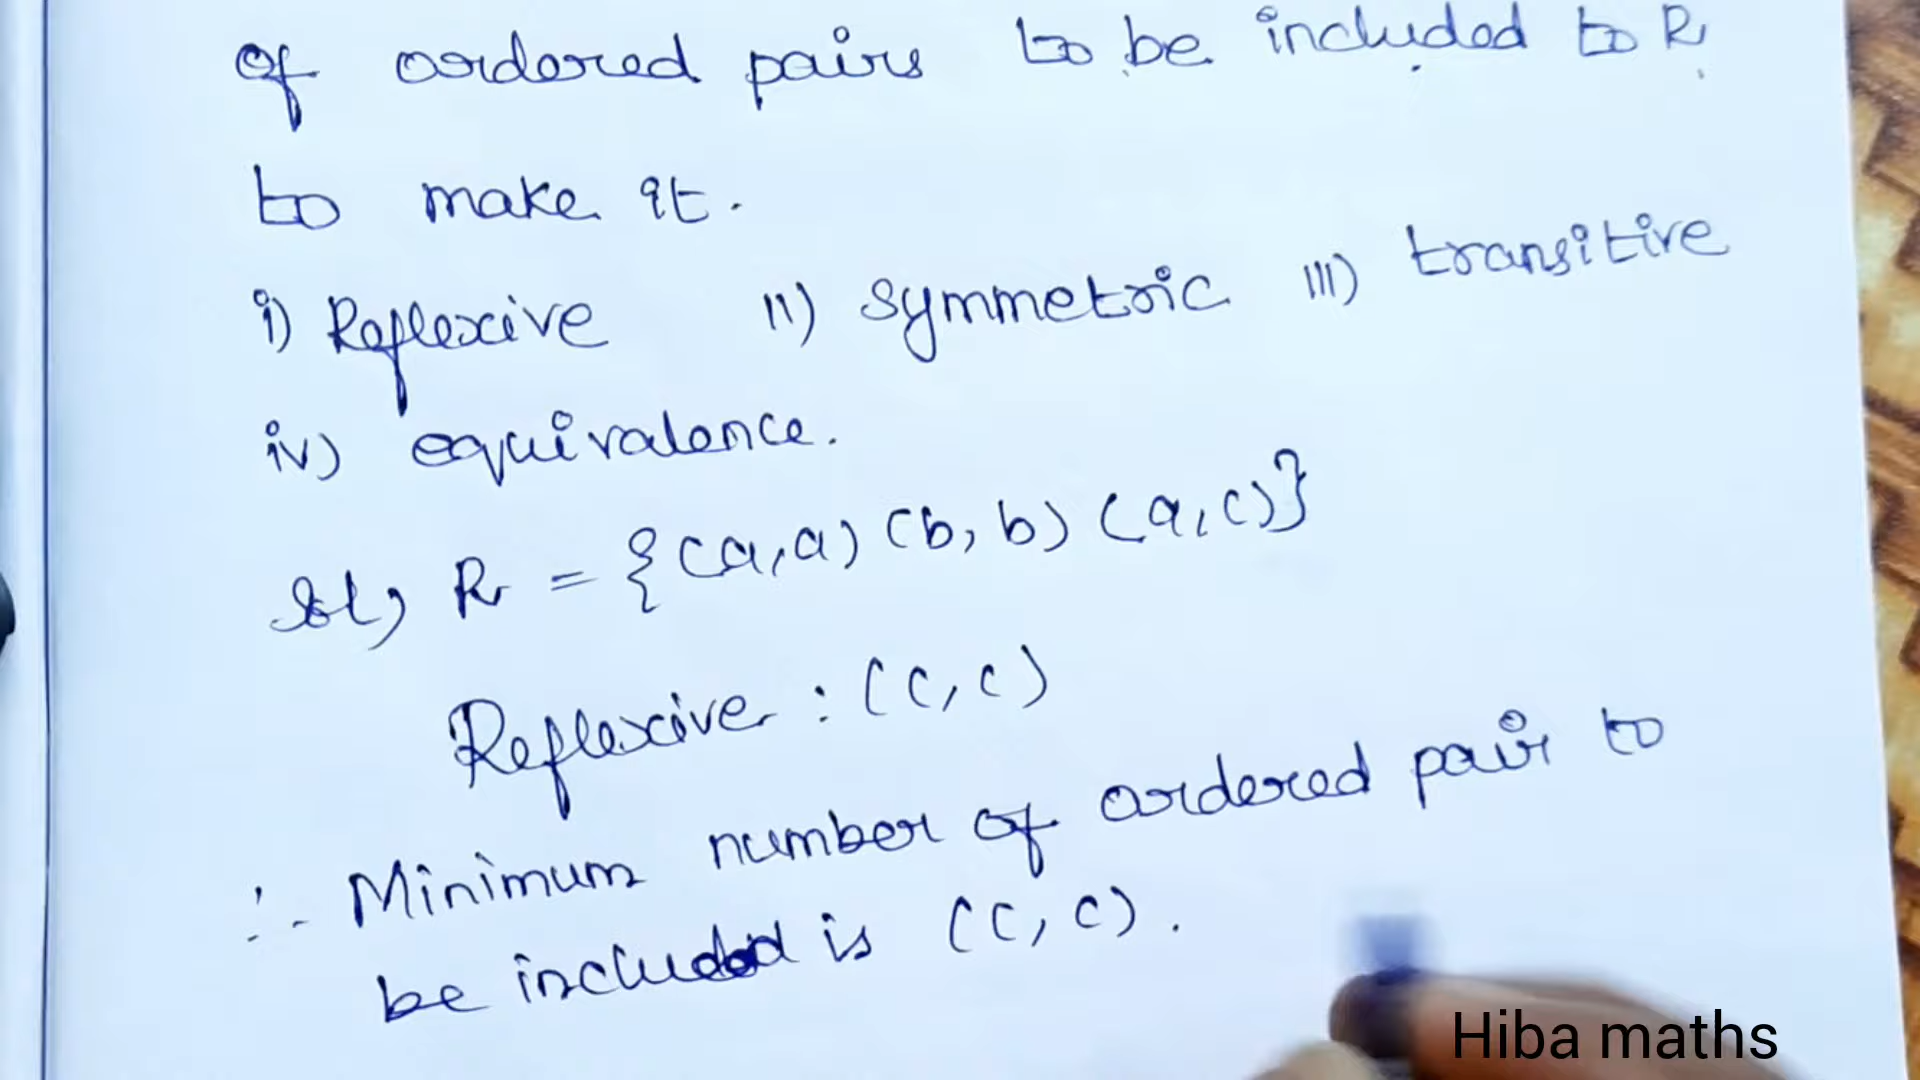 of ordered pairs to be included to R
to make it.
i) Reflexive ii) symmetric iii) transitive
iv) equivalence.
Sol, R = {(a,a) (b,b) (a,c)}
Reflexive : (c,c)
∴ Minimum number of ordered pair to
be included is (c,c).
Hiba maths